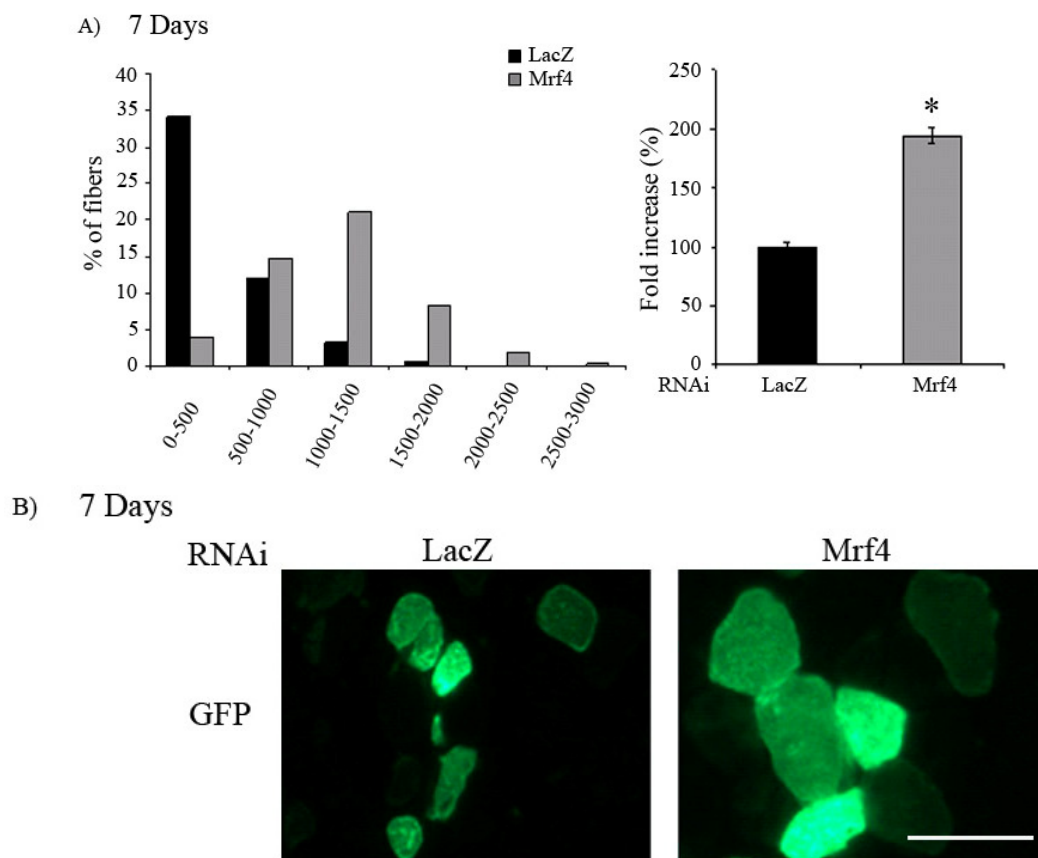 A) 7 Days
LacZ
Mrf4
40
35
30
25
20
15
10
5
0
% of fibers
0-500
500-1000
1000-1500
1500-2000
2000-2500
2500-3000
250
200
150
100
50
0
Fold increase (%)
*
RNAi LacZ Mrf4
B) 7 Days
RNAi LacZ Mrf4
GFP